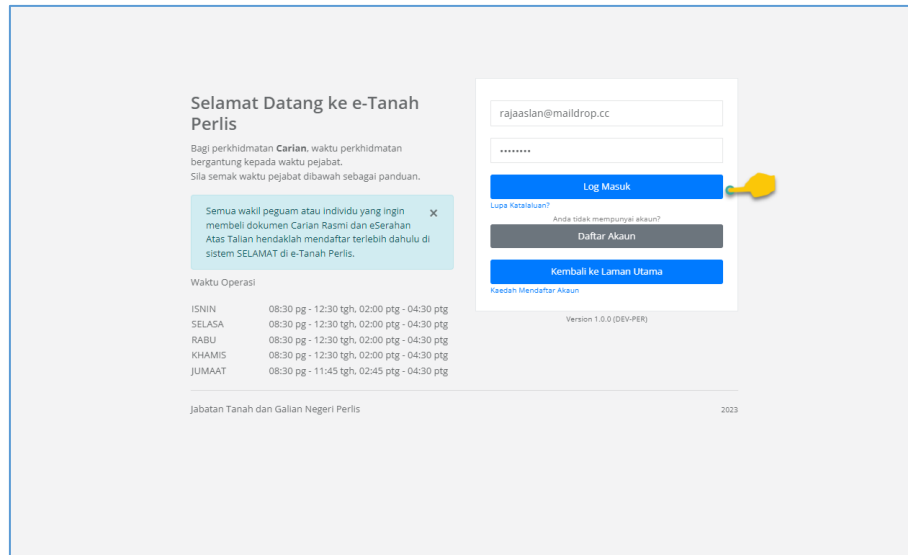 Selamat Datang ke e-Tanah
Perlis
Bagi perkhidmatan Carian, waktu perkhidmatan
bergantung kepada waktu pejabat.
Sila semak waktu pejabat dibawah sebagai panduan.
Semua wakil peguam atau individu yang ingin ×
membeli dokumen Carian Rasmi dan eSerahan
Atas Talian hendaklah mendaftar terlebih dahulu di
sistem SELAMAT di e-Tanah Perlis.
Waktu Operasi
ISNIN 08:30 pg - 12:30 tgh, 02:00 ptg - 04:30 ptg
SELASA 08:30 pg - 12:30 tgh, 02:00 ptg - 04:30 ptg
RABU 08:30 pg - 12:30 tgh, 02:00 ptg - 04:30 ptg
KHAMIS 08:30 pg - 12:30 tgh, 02:00 ptg - 04:30 ptg
JUMAAT 08:30 pg - 11:45 tgh, 02:45 ptg - 04:30 ptg
rajaaslan@maildrop.cc
••••••••
Log Masuk
Lupa Katalaluan?
Anda tidak mempunyai akaun?
Daftar Akaun
Kembali ke Laman Utama
Kaedah Mendaftar Akaun
Version 1.0.0 (DEV-PER)
Jabatan Tanah dan Galian Negeri Perlis 2023